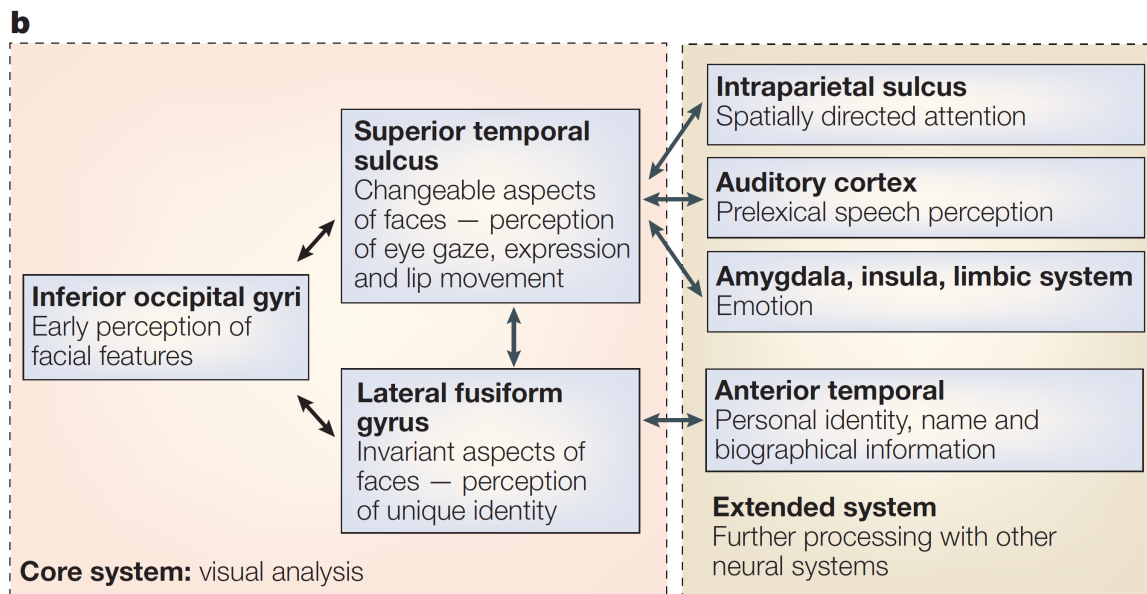 b
Superior temporal
sulcus
Changeable aspects
of faces — perception
of eye gaze, expression
and lip movement
Inferior occipital gyri
Early perception of
facial features
Lateral fusiform
gyrus
Invariant aspects of
faces — perception
of unique identity
Core system: visual analysis
Intraparietal sulcus
Spatially directed attention
Auditory cortex
Prelexical speech perception
Amygdala, insula, limbic system
Emotion
Anterior temporal
Personal identity, name and
biographical information
Extended system
Further processing with other
neural systems